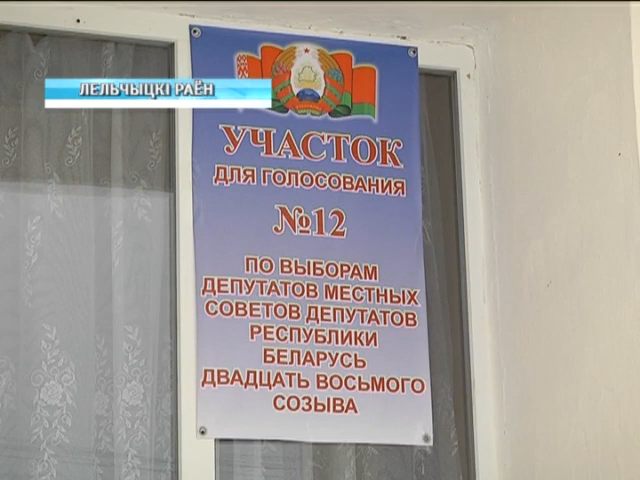 ЛЕЛЬЧЫЦКІ РАЁН
УЧАСТОК
ДЛЯ ГОЛОСОВАНИЯ
№12
ПО ВЫБОРАМ
ДЕПУТАТОВ МЕСТНЫХ
СОВЕТОВ ДЕПУТАТОВ
РЕСПУБЛИКИ
БЕЛАРУСЬ
ДВАДЦАТЬ ВОСЬМОГО
СОЗЫВА